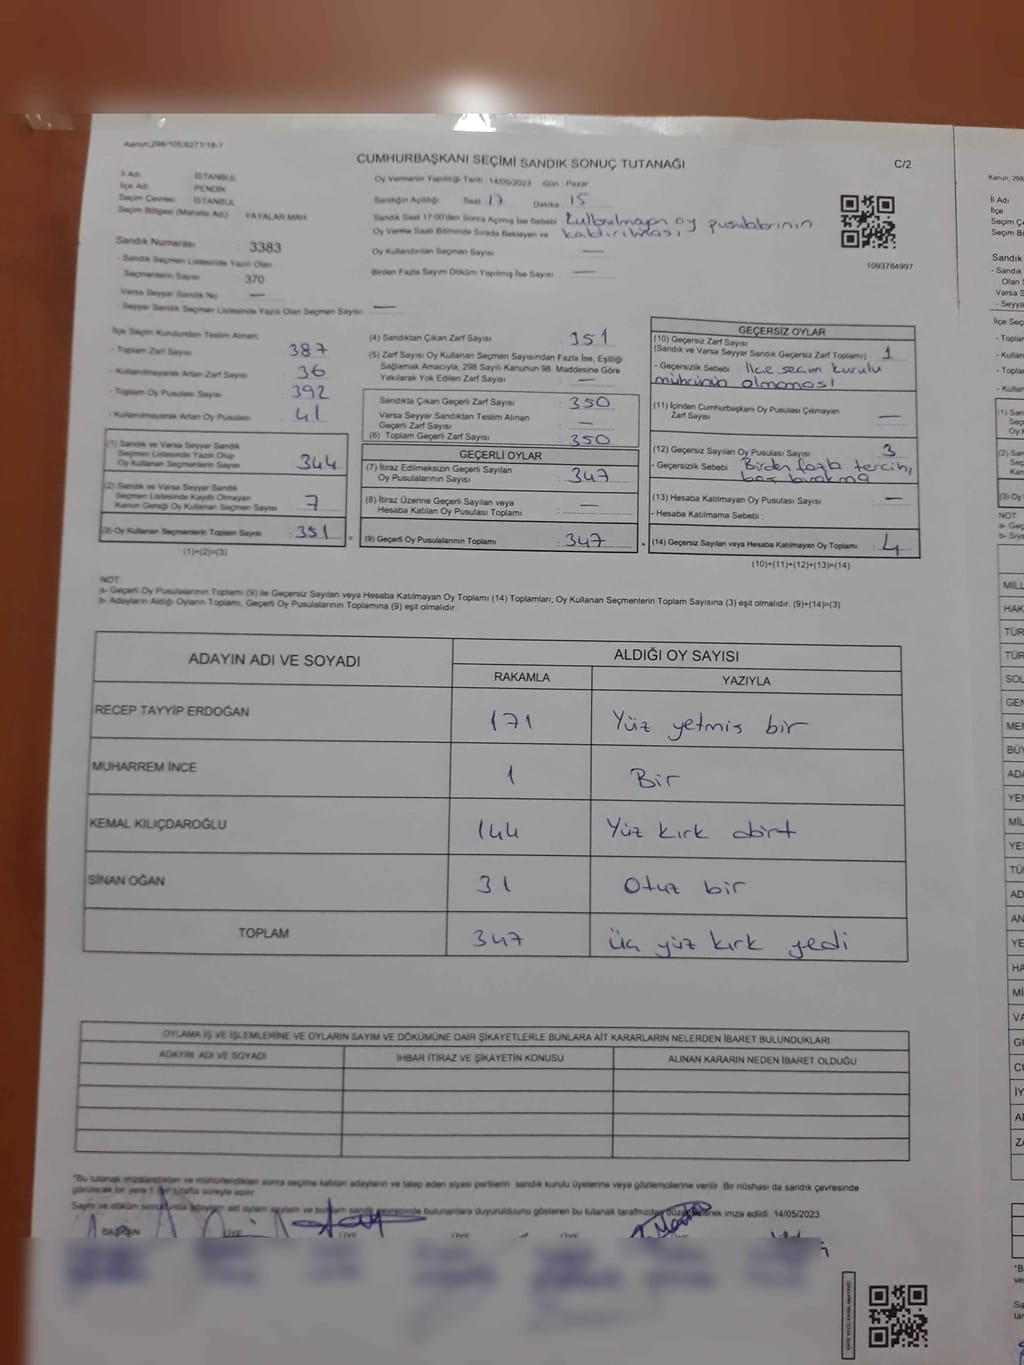 Kanun;298/105;6271/18-1
CUMHURBAŞKANI SEÇİMİ SANDIK SONUÇ TUTANAĞI
C/2
İl Adı : İSTANBUL
İlçe Adı : PENDİK
Seçim Çevresi : İSTANBUL
Seçim Bölgesi (Mahalle Adı) : YAYALAR MAH.
Sandık Numarası : 3383
- Sandık Seçmen Listesinde Yazılı Olan
Seçmenlerin Sayısı : 370
Varsa Seyyar Sandık No : —
- Seyyar Sandık Seçmen Listesinde Yazılı Olan Seçmen Sayısı : —
Oy Vermenin Yapıldığı Tarih : 14/05/2023 Gün : Pazar
Sandığın Açıldığı Saat : 17 Dakika : 15
Sandık Saat 17:00'den Sonra Açılmış İse Sebebi : kullanılmayan oy pusulalarının
kaldırılması
Oy Verme Saati Bitiminde Sırada Bekleyen ve
Oy Kullandırılan Seçmen Sayısı : —
Birden Fazla Sayım Döküm Yapılmış İse Sayısı : —
1093784997
İlçe Seçim Kurulundan Teslim Alınan;
- Toplam Zarf Sayısı : 387
- Kullanılmayarak Artan Zarf Sayısı : 36
- Toplam Oy Pusulası Sayısı : 392
- Kullanılmayarak Artan Oy Pusulası : 41
(1) Sandık ve Varsa Seyyar Sandık
Seçmen Listesinde Yazılı Olup
Oy Kullanan Seçmenlerin Sayısı : 344
(2) Sandık ve Varsa Seyyar Sandık
Seçmen Listesinde Kayıtlı Olmayan
Kanun Gereği Oy Kullanan Seçmen Sayısı : 7
(3) Oy Kullanan Seçmenlerin Toplam Sayısı : 351
(1)+(2)=(3)
(4) Sandıktan Çıkan Zarf Sayısı : 351
(5) Zarf Sayısı Oy Kullanan Seçmen Sayısından Fazla İse, Eşitliği
Sağlamak Amacıyla, 298 Sayılı Kanunun 98. Maddesine Göre
Yakılarak Yok Edilen Zarf Sayısı : —
Sandıkta Çıkan Geçerli Zarf Sayısı : 350
Varsa Seyyar Sandıktan Teslim Alınan
Geçerli Zarf Sayısı : —
(6) Toplam Geçerli Zarf Sayısı : 350
GEÇERLİ OYLAR
(7) İtiraz Edilmeksizin Geçerli Sayılan
Oy Pusulalarının Sayısı : 347
(8) İtiraz Üzerine Geçerli Sayılan veya
Hesaba Katılan Oy Pusulası Toplamı : —
= (9) Geçerli Oy Pusulalarının Toplamı : 347
GEÇERSİZ OYLAR
(10) Geçersiz Zarf Sayısı
(Sandık ve Varsa Seyyar Sandık Geçersiz Zarf Toplamı) : 1
- Geçersizlik Sebebi : İlçe seçim kurulu
mührünün olmaması
(11) İçinden Cumhurbaşkanı Oy Pusulası Çıkmayan
Zarf Sayısı : —
(12) Geçersiz Sayılan Oy Pusulası Sayısı : 3
- Geçersizlik Sebebi : Birden fazla tercih,
boş bırakma
(13) Hesaba Katılmayan Oy Pusulası Sayısı : —
- Hesaba Katılmama Sebebi :
+ (14) Geçersiz Sayılan veya Hesaba Katılmayan Oy Toplamı : 4
(10)+(11)+(12)+(13)=(14)
NOT:
a- Geçerli Oy Pusulalarının Toplamı (9) ile Geçersiz Sayılan veya Hesaba Katılmayan Oy Toplamı (14) Toplamları, Oy Kullanan Seçmenlerin Toplam Sayısına (3) eşit olmalıdır. (9)+(14)=(3)
b- Adayların Aldığı Oyların Toplamı, Geçerli Oy Pusulalarının Toplamına (9) eşit olmalıdır.
ADAYIN ADI VE SOYADI
ALDIĞI OY SAYISI
RAKAMLA YAZIYLA
RECEP TAYYİP ERDOĞAN 171 Yüz yetmis bir
MUHARREM İNCE 1 Bir
KEMAL KILIÇDAROĞLU 144 Yüz kırk dört
SİNAN OĞAN 31 Otuz bir
TOPLAM 347 Üç yüz kırk yedi
OYLAMA İŞ VE İŞLEMLERİNE VE OYLARIN SAYIM VE DÖKÜMÜNE DAİR ŞİKAYETLERLE BUNLARA AİT KARARLARIN NELERDEN İBARET BULUNDUKLARI
ADAYIN ADI VE SOYADI İHBAR İTİRAZ VE ŞİKAYETİN KONUSU ALINAN KARARIN NEDEN İBARET OLDUĞU
"Bu tutanak imzalandıktan ve mühürlendikten sonra seçime katılan adayların ve talep eden siyasi partilerin sandık kurulu üyelerine veya gözlemcilerine verilir. Bir nüshası da sandık çevresinde
görülecek bir yere 1 hafta süreyle asılır.
14/05/2023
BAŞKAN ÜYE ÜYE ÜYE ÜYE